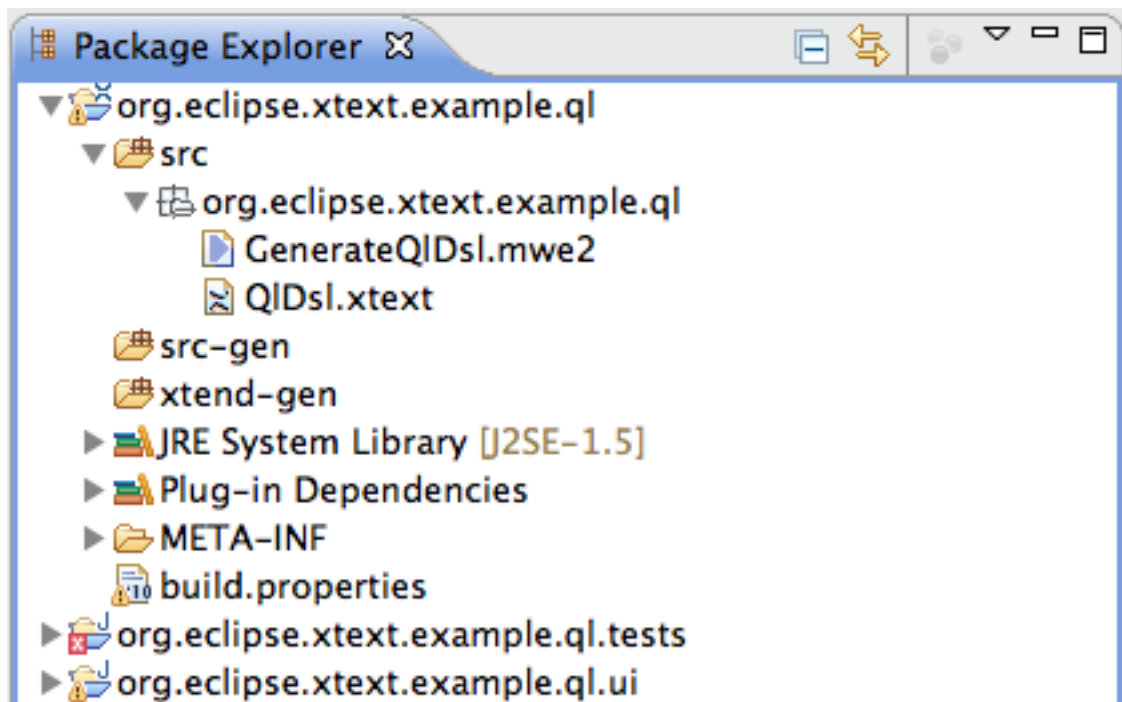 Package Explorer
org.eclipse.xtext.example.ql
src
org.eclipse.xtext.example.ql
GenerateQlDsl.mwe2
QlDsl.xtext
src-gen
xtend-gen
JRE System Library [J2SE-1.5]
Plug-in Dependencies
META-INF
build.properties
org.eclipse.xtext.example.ql.tests
org.eclipse.xtext.example.ql.ui